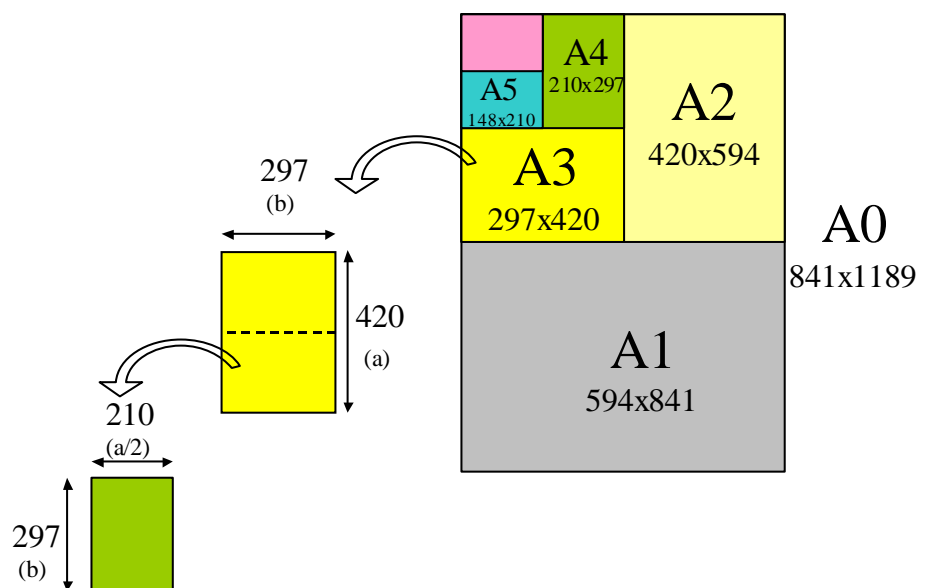 A4
210x297
A5
148x210
A2
420x594
A3
297x420
A0
841x1189
A1
594x841
297
(b)
420
(a)
210
(a/2)
297
(b)